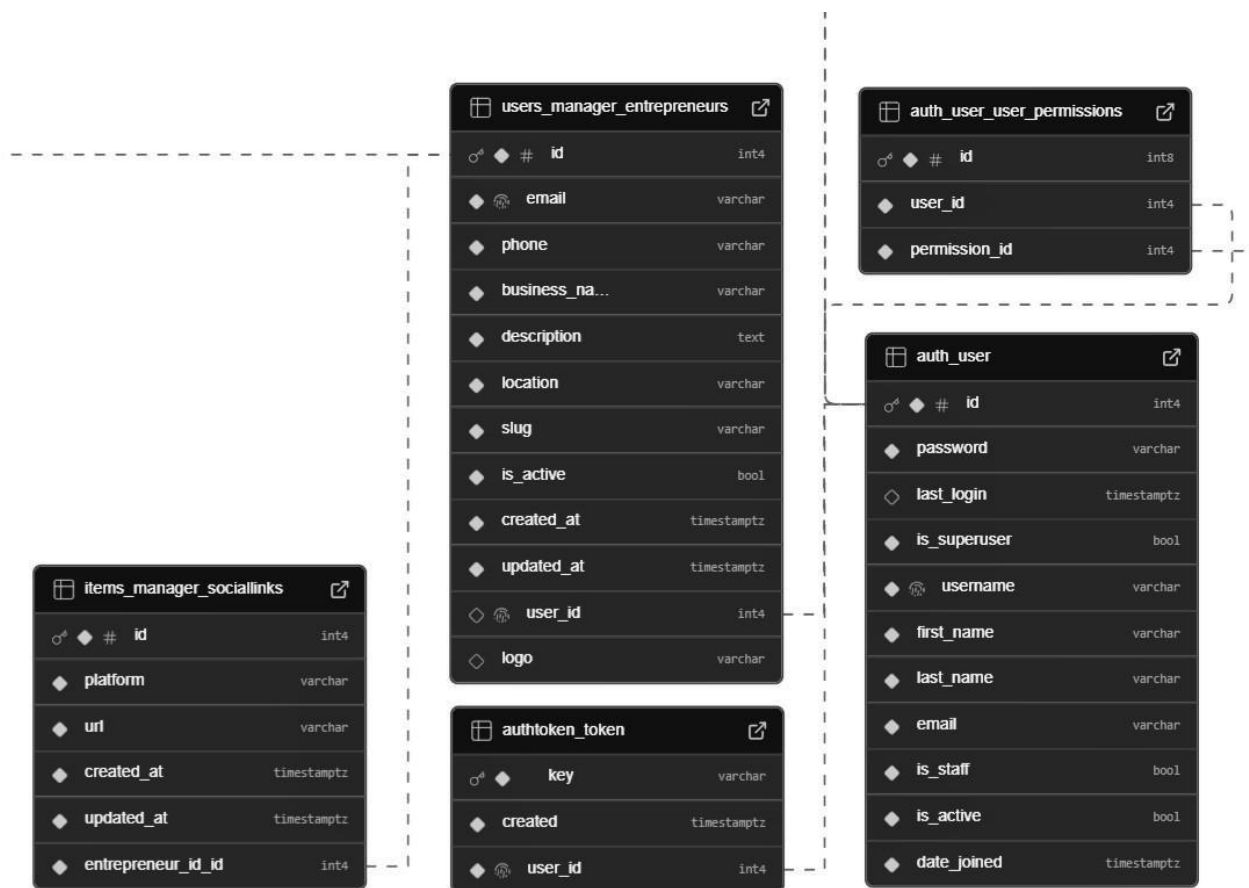 users_manager_entrepreneurs
# id int4
email varchar
phone varchar
business_na... varchar
description text
location varchar
slug varchar
is_active bool
created_at timestamptz
updated_at timestamptz
user_id int4
logo varchar
auth_user_user_permissions
# id int8
user_id int4
permission_id int4
auth_user
# id int4
password varchar
last_login timestamptz
is_superuser bool
username varchar
first_name varchar
last_name varchar
email varchar
is_staff bool
is_active bool
date_joined timestamptz
items_manager_sociallinks
# id int4
platform varchar
url varchar
created_at timestamptz
updated_at timestamptz
entrepreneur_id_id int4
authtoken_token
key varchar
created timestamptz
user_id int4